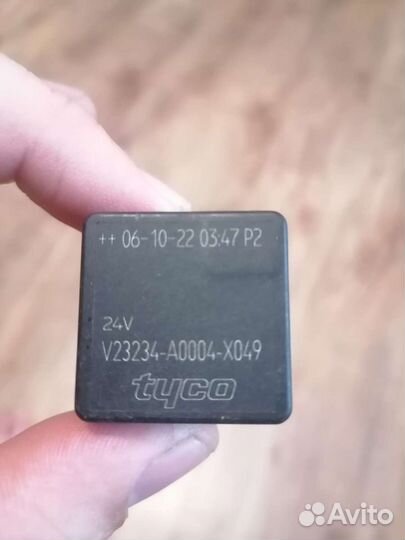 ++ 06-10-22 03:47 P2
24V
V23234-A0004-X049
tyco
Avito